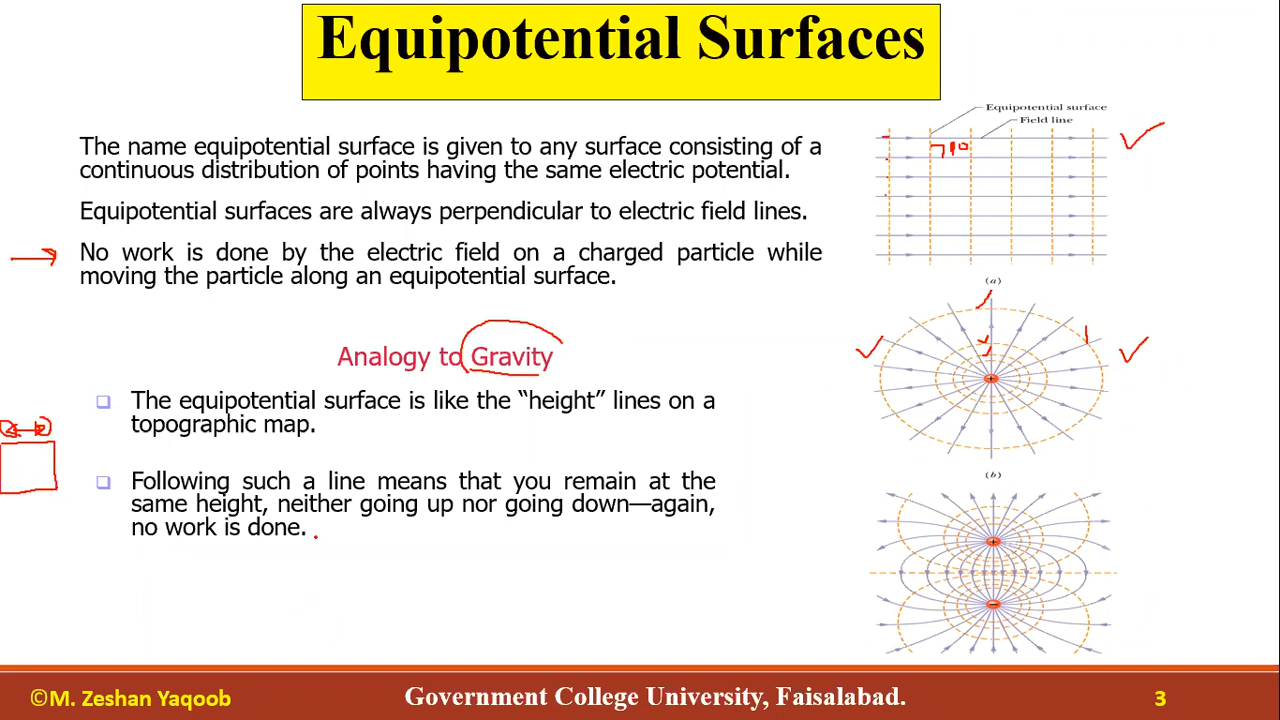 Equipotential Surfaces
The name equipotential surface is given to any surface consisting of a
continuous distribution of points having the same electric potential.
Equipotential surfaces are always perpendicular to electric field lines.
No work is done by the electric field on a charged particle while
moving the particle along an equipotential surface.
Analogy to Gravity
The equipotential surface is like the “height” lines on a
topographic map.
Following such a line means that you remain at the
same height, neither going up nor going down—again,
no work is done.
Equipotential surface
Field line
(a)
+
(b)
+
−
©M. Zeshan Yaqoob
Government College University, Faisalabad.
3